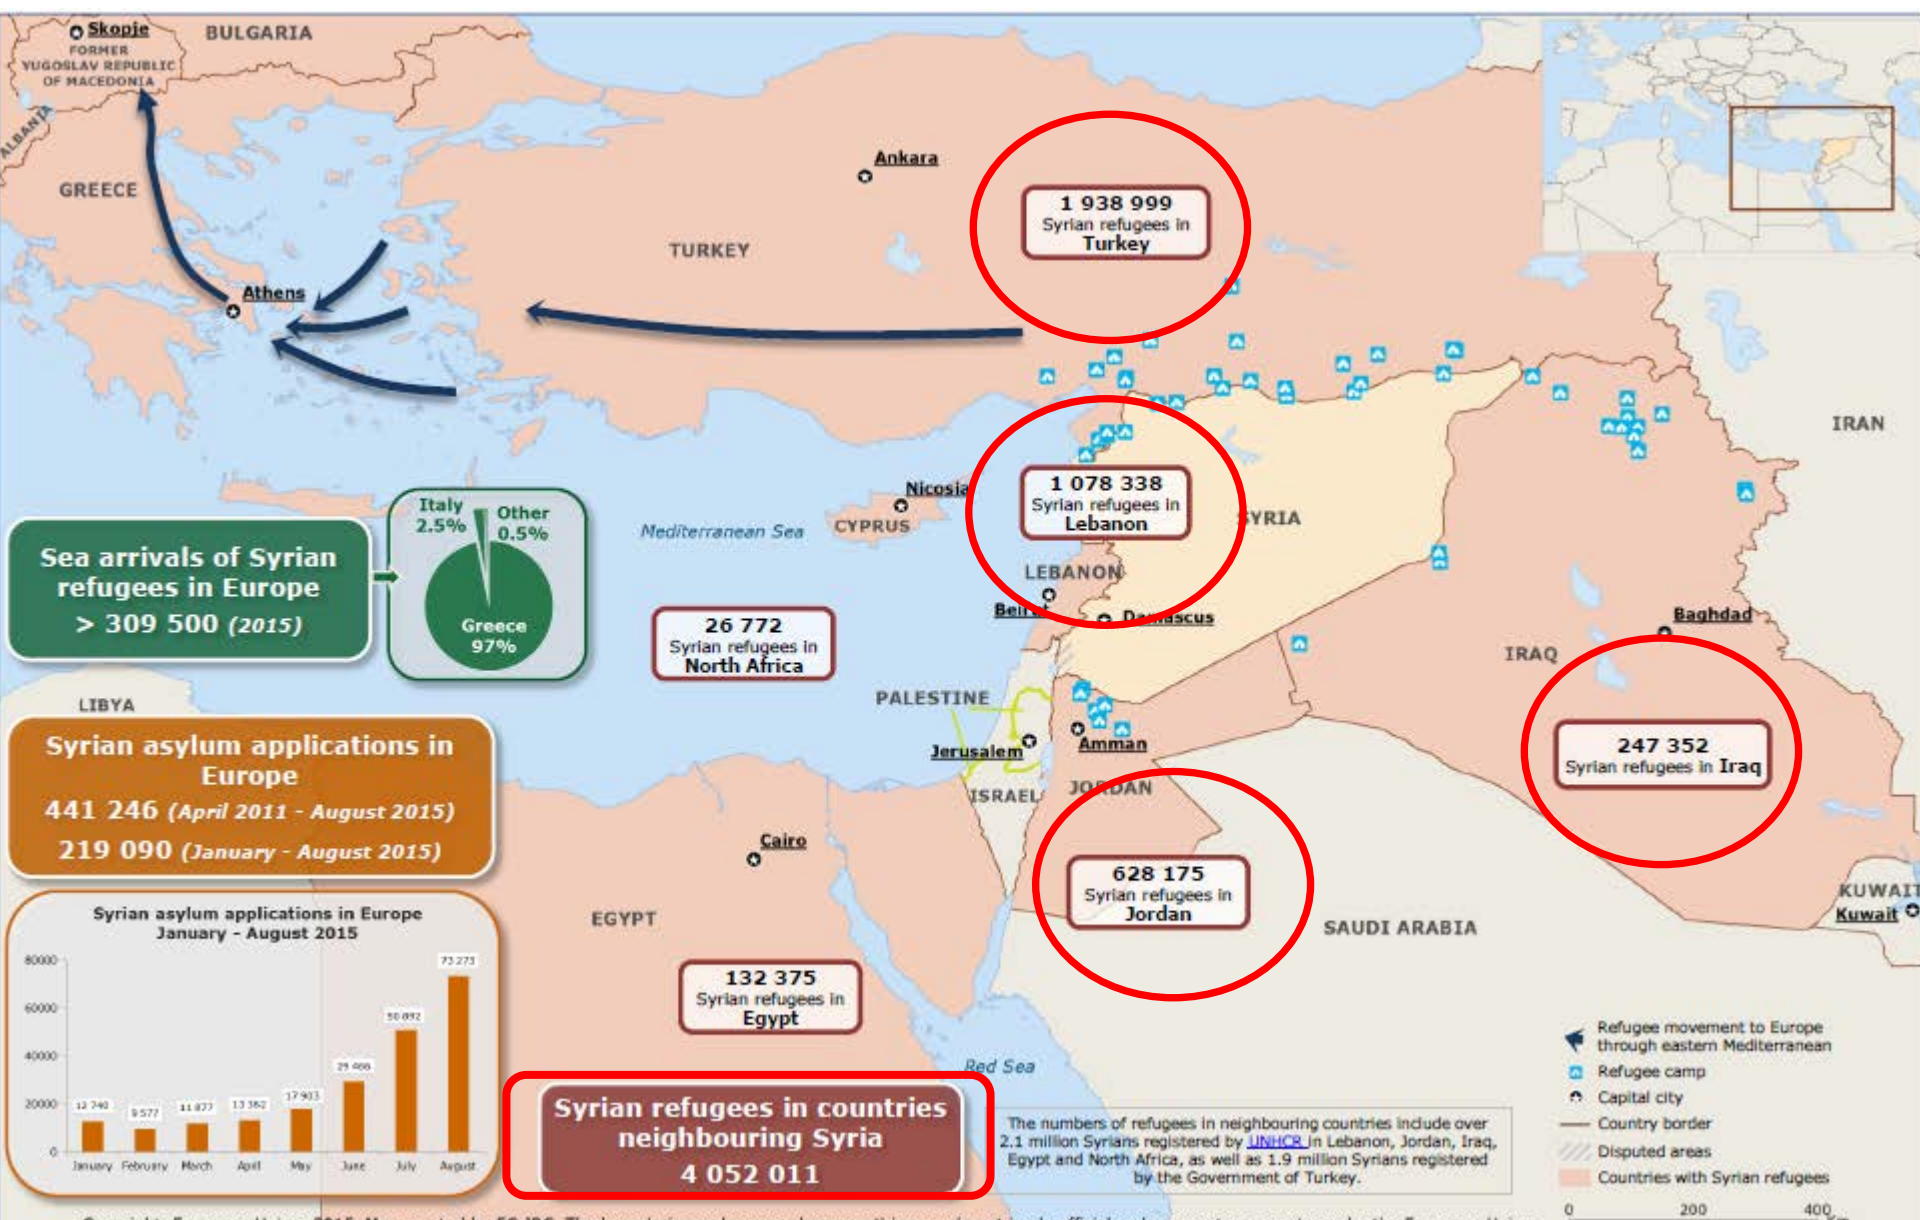 Skopje
FORMER
YUGOSLAV REPUBLIC
OF MACEDONIA
BULGARIA
ALBANIA
GREECE
Athens
Ankara
TURKEY
1 938 999
Syrian refugees in
Turkey
IRAN
Nicosia
CYPRUS
Mediterranean Sea
1 078 338
Syrian refugees in
Lebanon
SYRIA
LEBANON
Beirut
Damascus
Sea arrivals of Syrian
refugees in Europe
> 309 500 (2015)
Italy
2.5%
Other
0.5%
Greece
97%
26 772
Syrian refugees in
North Africa
Baghdad
IRAQ
247 352
Syrian refugees in Iraq
PALESTINE
Jerusalem
Amman
ISRAEL
JORDAN
LIBYA
Syrian asylum applications in
Europe
441 246 (April 2011 - August 2015)
219 090 (January - August 2015)
Cairo
EGYPT
628 175
Syrian refugees in
Jordan
SAUDI ARABIA
KUWAIT
Kuwait
Syrian asylum applications in Europe
January - August 2015
80000
60000
40000
20000
0
12 740
9 577
11 877
13 362
17 903
29 466
50 892
73 273
January February March April May June July August
132 375
Syrian refugees in
Egypt
Red Sea
Syrian refugees in countries
neighbouring Syria
4 052 011
The numbers of refugees in neighbouring countries include over
2.1 million Syrians registered by UNHCR in Lebanon, Jordan, Iraq,
Egypt and North Africa, as well as 1.9 million Syrians registered
by the Government of Turkey.
Refugee movement to Europe
through eastern Mediterranean
Refugee camp
Capital city
Country border
Disputed areas
Countries with Syrian refugees
0 200 400